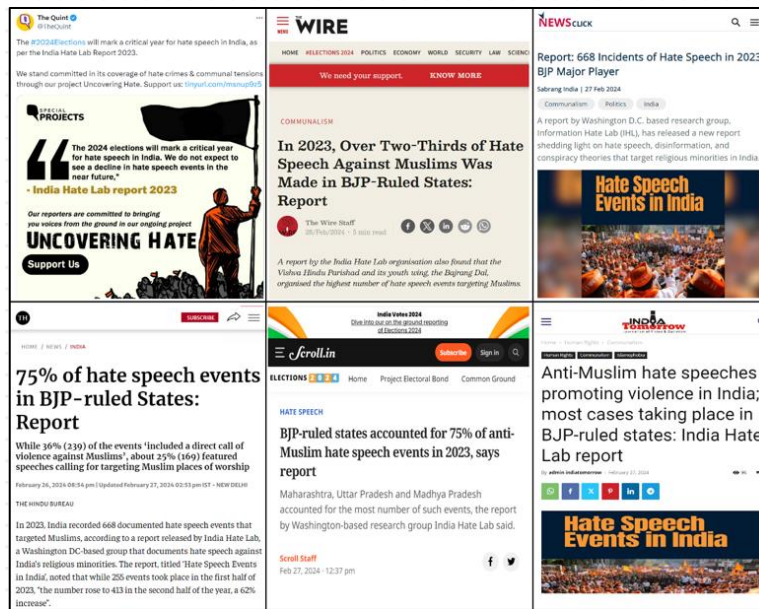 The Quint
@TheQuint
The #2024Elections will mark a critical year for hate speech in India, as
per the India Hate Lab Report 2023.
We stand committed in its coverage of hate crimes & communal tensions
through our project Uncovering Hate. Support us:
SPECIAL
PROJECTS
The 2024 elections will mark a critical year
for hate speech in India. We do not expect to
see a decline in hate speech events in the
near future,"
- India Hate Lab report 2023
Our reporters are committed to bringing
you voices from the ground in our ongoing project
UNCOVERING HATE
Support Us
NEWS
THE
WIRE
HOME #ELECTIONS 2024 POLITICS ECONOMY WORLD SECURITY LAW SCIENC
We need your support. KNOW MORE
COMMUNALISM
In 2023, Over Two-Thirds of Hate
Speech Against Muslims Was
Made in BJP-Ruled States:
Report
The Wire Staff
28/Feb/2024 · 5 min read
A report by the India Hate Lab organisation also found that the
Vishva Hindu Parishad and its youth wing, the Bajrang Dal,
organised the highest number of hate speech events targeting Muslims.
NEWSCLICK
Report: 668 Incidents of Hate Speech in 2023
BJP Major Player
Sabrang India | 27 Feb 2024
Communalism Politics India
A report by Washington D.C. based research group,
Information Hate Lab (IHL), has released a new report
shedding light on hate speech, disinformation, and
conspiracy theories that target religious minorities in India
Hate Speech
Events in India
TH
SUBSCRIBE
HOME / NEWS / INDIA
75% of hate speech events
in BJP-ruled States:
Report
While 36% (239) of the events ‘included a direct call of
violence against Muslims’, about 25% (169) featured
speeches calling for targeting Muslim places of worship
February 26, 2024 08:54 pm | Updated February 27, 2024 02:53 pm IST - NEW DELHI
THE HINDU BUREAU
In 2023, India recorded 668 documented hate speech events that
targeted Muslims, according to a report released by India Hate Lab,
a Washington DC-based group that documents hate speech against
India's religious minorities. The report, titled 'Hate Speech Events
in India', noted that while 255 events took place in the first half of
2023, "the number rose to 413 in the second half of the year, a 62%
increase".
India Votes 2024
Dive into our on the ground reporting
of Elections 2024
Scroll.in
Subscribe Sign in
ELECTIONS 2024 Home Project Electoral Bond Common Ground
HATE SPEECH
BJP-ruled states accounted for 75% of anti-
Muslim hate speech events in 2023, says
report
Maharashtra, Uttar Pradesh and Madhya Pradesh
accounted for the most number of such events, the report
by Washington-based research group India Hate Lab said.
Scroll Staff
Feb 27, 2024 · 12:37 pm
INDIA
Tomorrow
Home Human Rights Communalism
Human Rights Communalism Islamophobia
Anti-Muslim hate speeches
promoting violence in India;
most cases taking place in
BJP-ruled states: India Hate
Lab report
By admin indiatomorrow - February 27, 2024
Hate Speech
Events in India